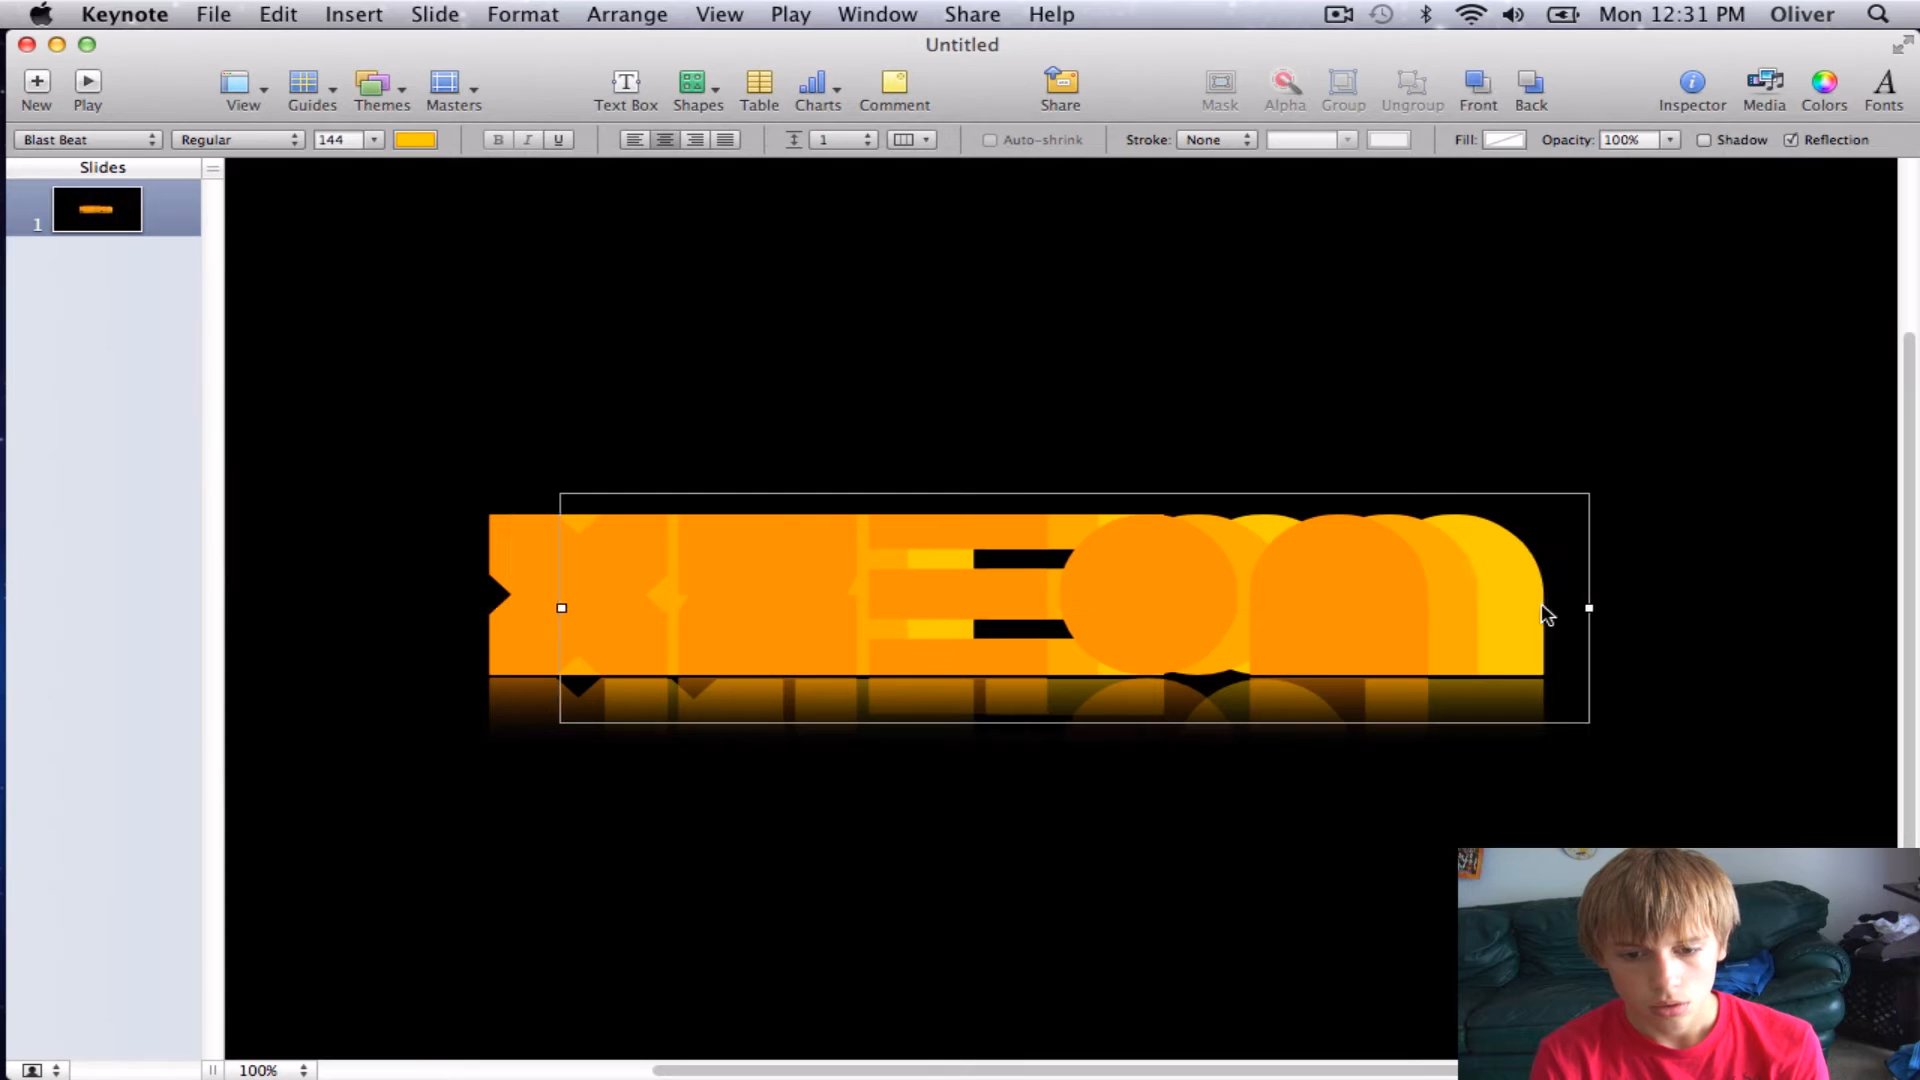 Keynote File Edit Insert Slide Format Arrange View Play Window Share Help Mon 12:31 PM Oliver
Untitled
New Play View Guides Themes Masters Text Box Shapes Table Charts Comment Share Mask Alpha Group Ungroup Front Back Inspector Media Colors Fonts
Blast Beat Regular 144 B I U 1 Auto-shrink Stroke: None Fill: Opacity: 100% Shadow Reflection
Slides
1
100%